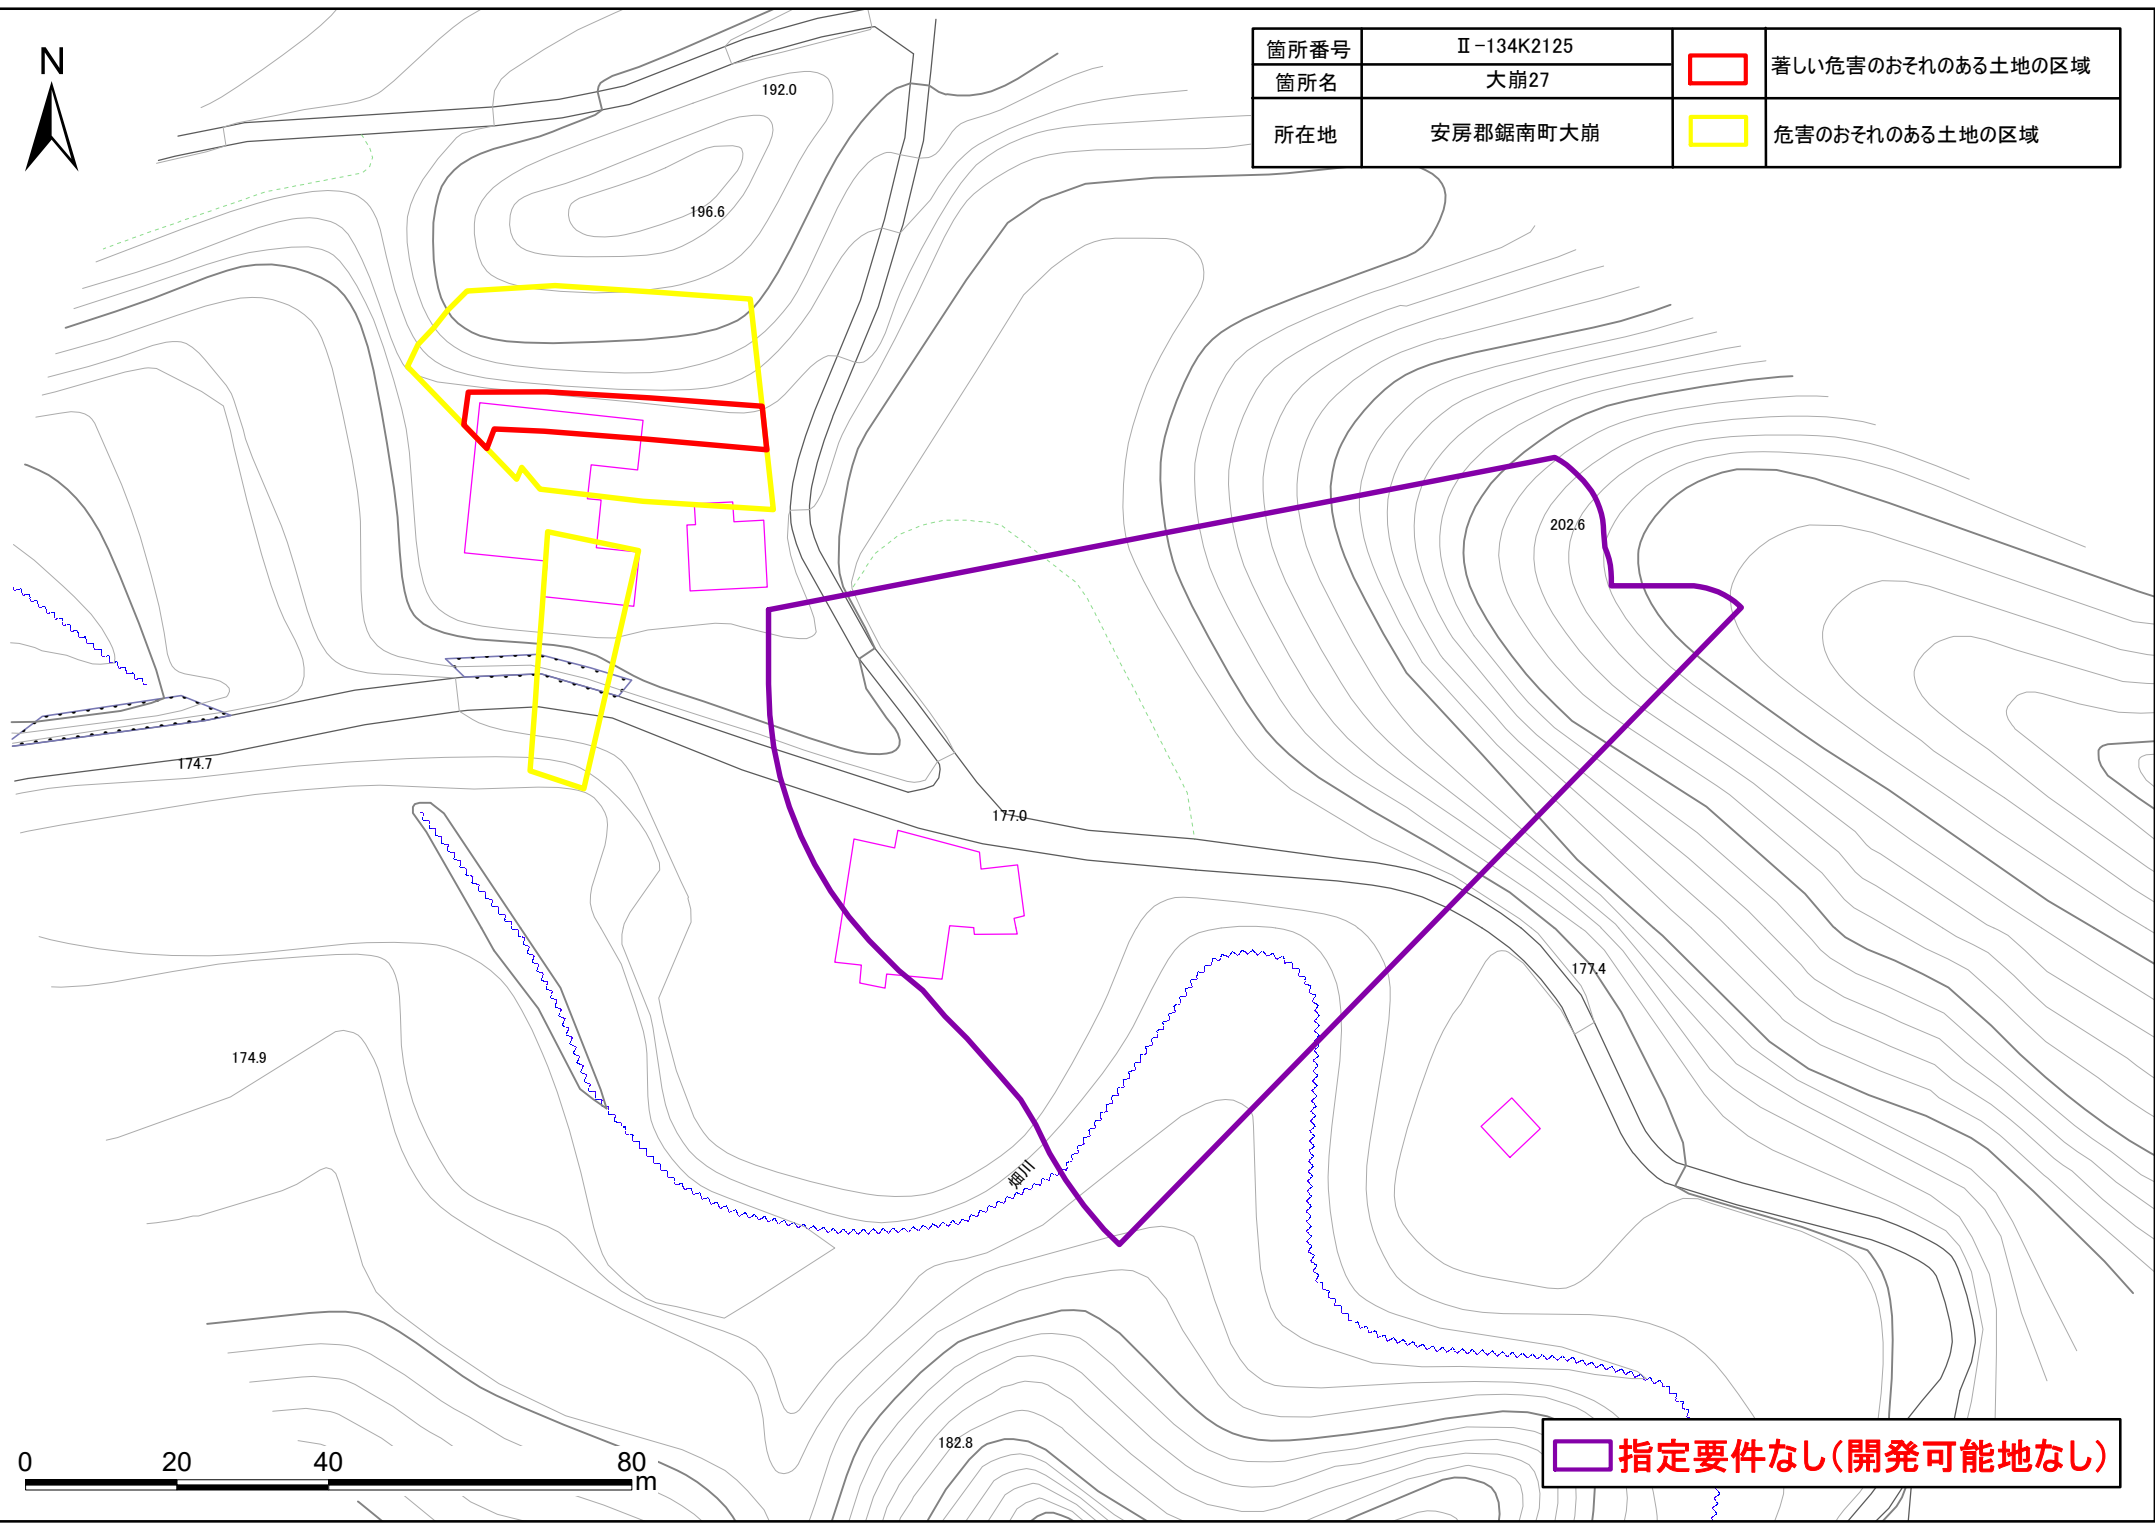 N
箇所番号 Ⅱ-134K2125
箇所名 大崩27
所在地 安房郡鋸南町大崩
著しい危害のおそれのある土地の区域
危害のおそれのある土地の区域
192.0
196.6
202.6
174.7
177.0
177.4
174.9
畑川
182.8
0 20 40 80
m
指定要件なし(開発可能地なし)